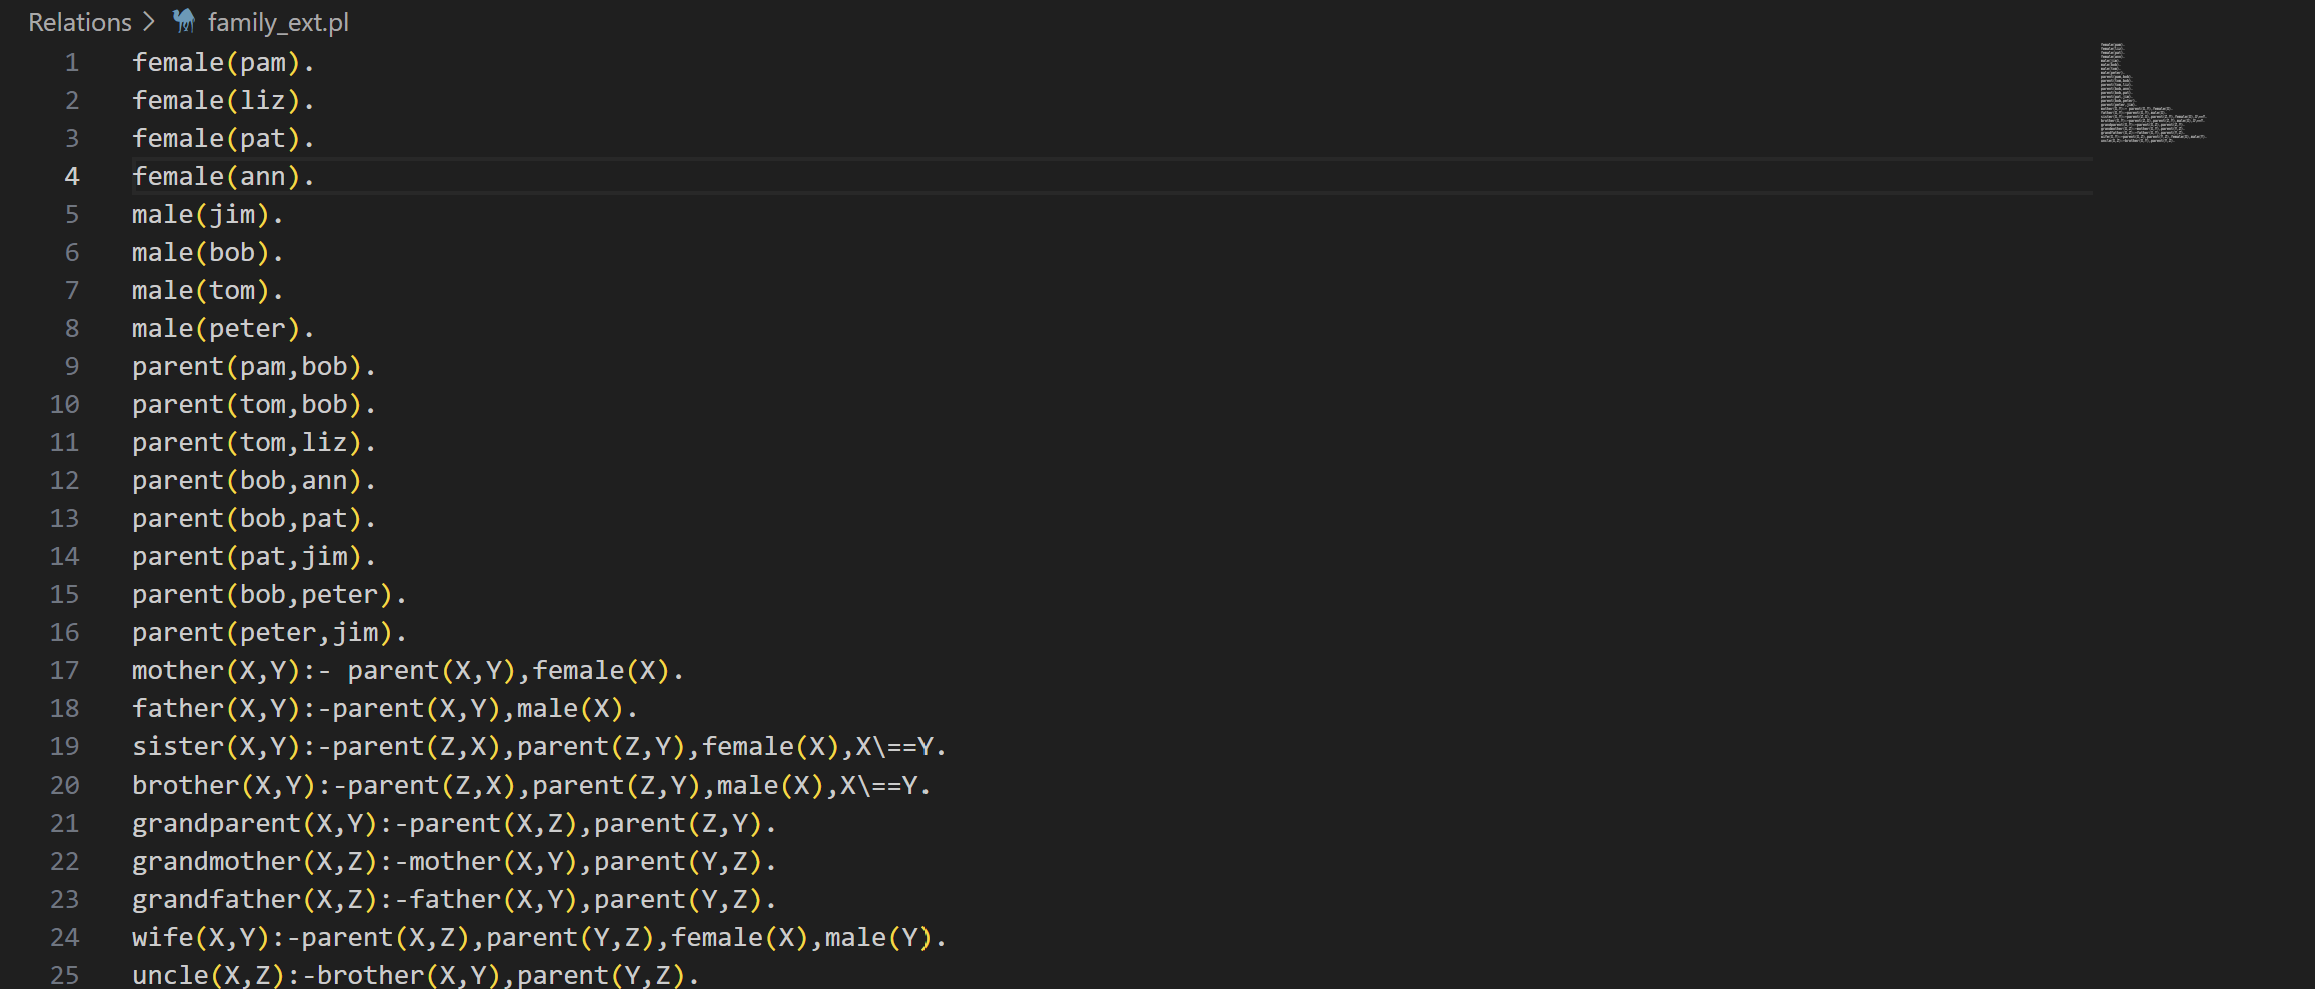 Relations > family_ext.pl
1 female(pam).
2 female(liz).
3 female(pat).
4 female(ann).
5 male(jim).
6 male(bob).
7 male(tom).
8 male(peter).
9 parent(pam,bob).
10 parent(tom,bob).
11 parent(tom,liz).
12 parent(bob,ann).
13 parent(bob,pat).
14 parent(pat,jim).
15 parent(bob,peter).
16 parent(peter,jim).
17 mother(X,Y):- parent(X,Y),female(X).
18 father(X,Y):-parent(X,Y),male(X).
19 sister(X,Y):-parent(Z,X),parent(Z,Y),female(X),X\==Y.
20 brother(X,Y):-parent(Z,X),parent(Z,Y),male(X),X\==Y.
21 grandparent(X,Y):-parent(X,Z),parent(Z,Y).
22 grandmother(X,Z):-mother(X,Y),parent(Y,Z).
23 grandfather(X,Z):-father(X,Y),parent(Y,Z).
24 wife(X,Y):-parent(X,Z),parent(Y,Z),female(X),male(Y).
25 uncle(X,Z):-brother(X,Y),parent(Y,Z).